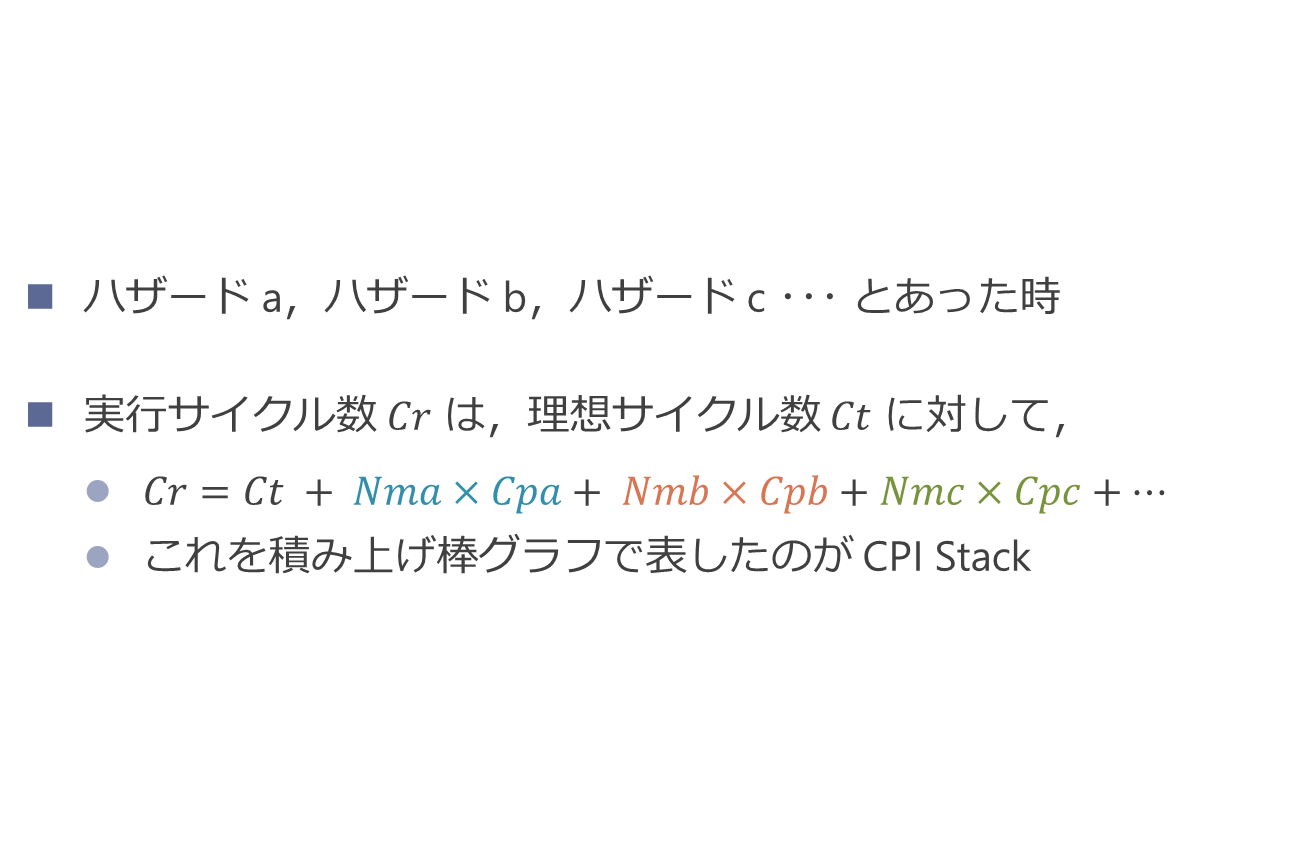 ハザード a，ハザード b，ハザード c ･･･ とあった時
実行サイクル数 Cr は，理想サイクル数 Ct に対して，
Cr = Ct + Nma × Cpa + Nmb × Cpb + Nmc × Cpc + ⋯
これを積み上げ棒グラフで表したのが CPI Stack